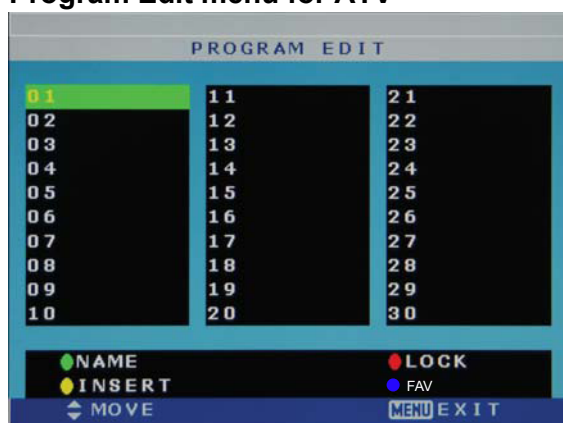 Program Edit menu for ATV
PROGRAM EDIT
01 11 21
02 12 22
03 13 23
04 14 24
05 15 25
06 16 26
07 17 27
08 18 28
09 19 29
10 20 30
NAME LOCK
INSERT FAV
MOVE MENU EXIT